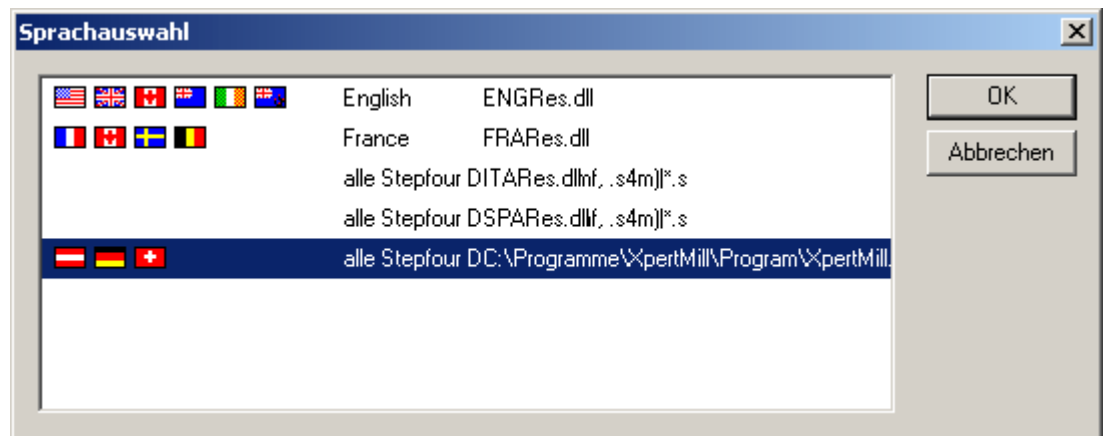 Sprachauswahl
English ENGRes.dll
France FRARes.dll
alle Stepfour DITARes.dllnf, .s4m)|*.s
alle Stepfour DSPARes.dllf, .s4m)|*.s
alle Stepfour DC:\Programme\XpertMill\Program\XpertMill.
OK
Abbrechen